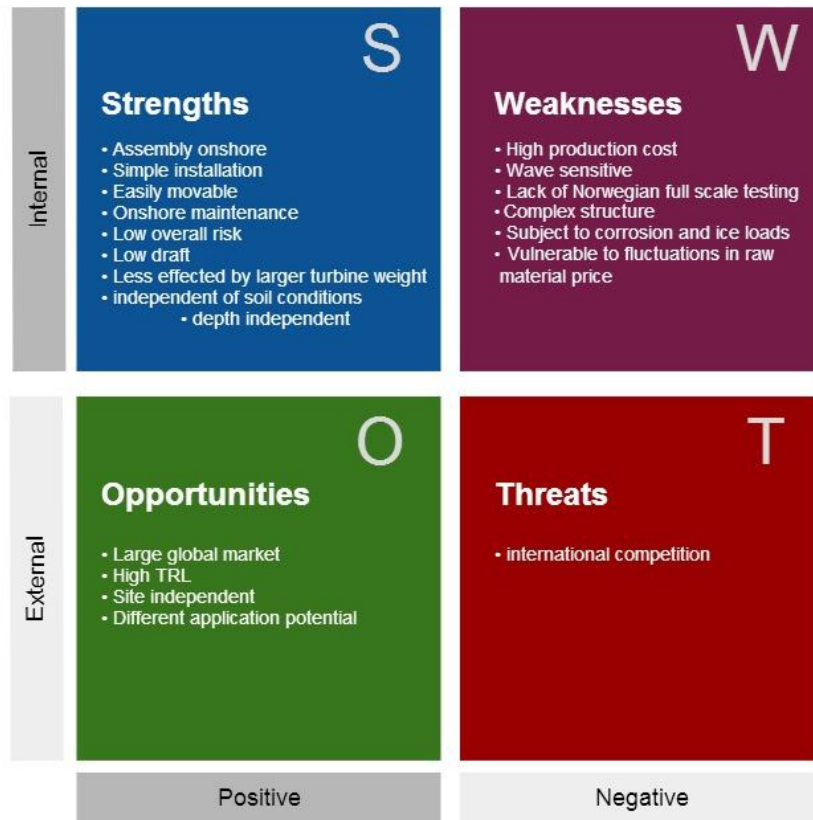 Internal
S
Strengths
• Assembly onshore
• Simple installation
• Easily movable
• Onshore maintenance
• Low overall risk
• Low draft
• Less effected by larger turbine weight
• independent of soil conditions
• depth independent
W
Weaknesses
• High production cost
• Wave sensitive
• Lack of Norwegian full scale testing
• Complex structure
• Subject to corrosion and ice loads
• Vulnerable to fluctuations in raw
material price
External
O
Opportunities
• Large global market
• High TRL
• Site independent
• Different application potential
T
Threats
• international competition
Positive
Negative